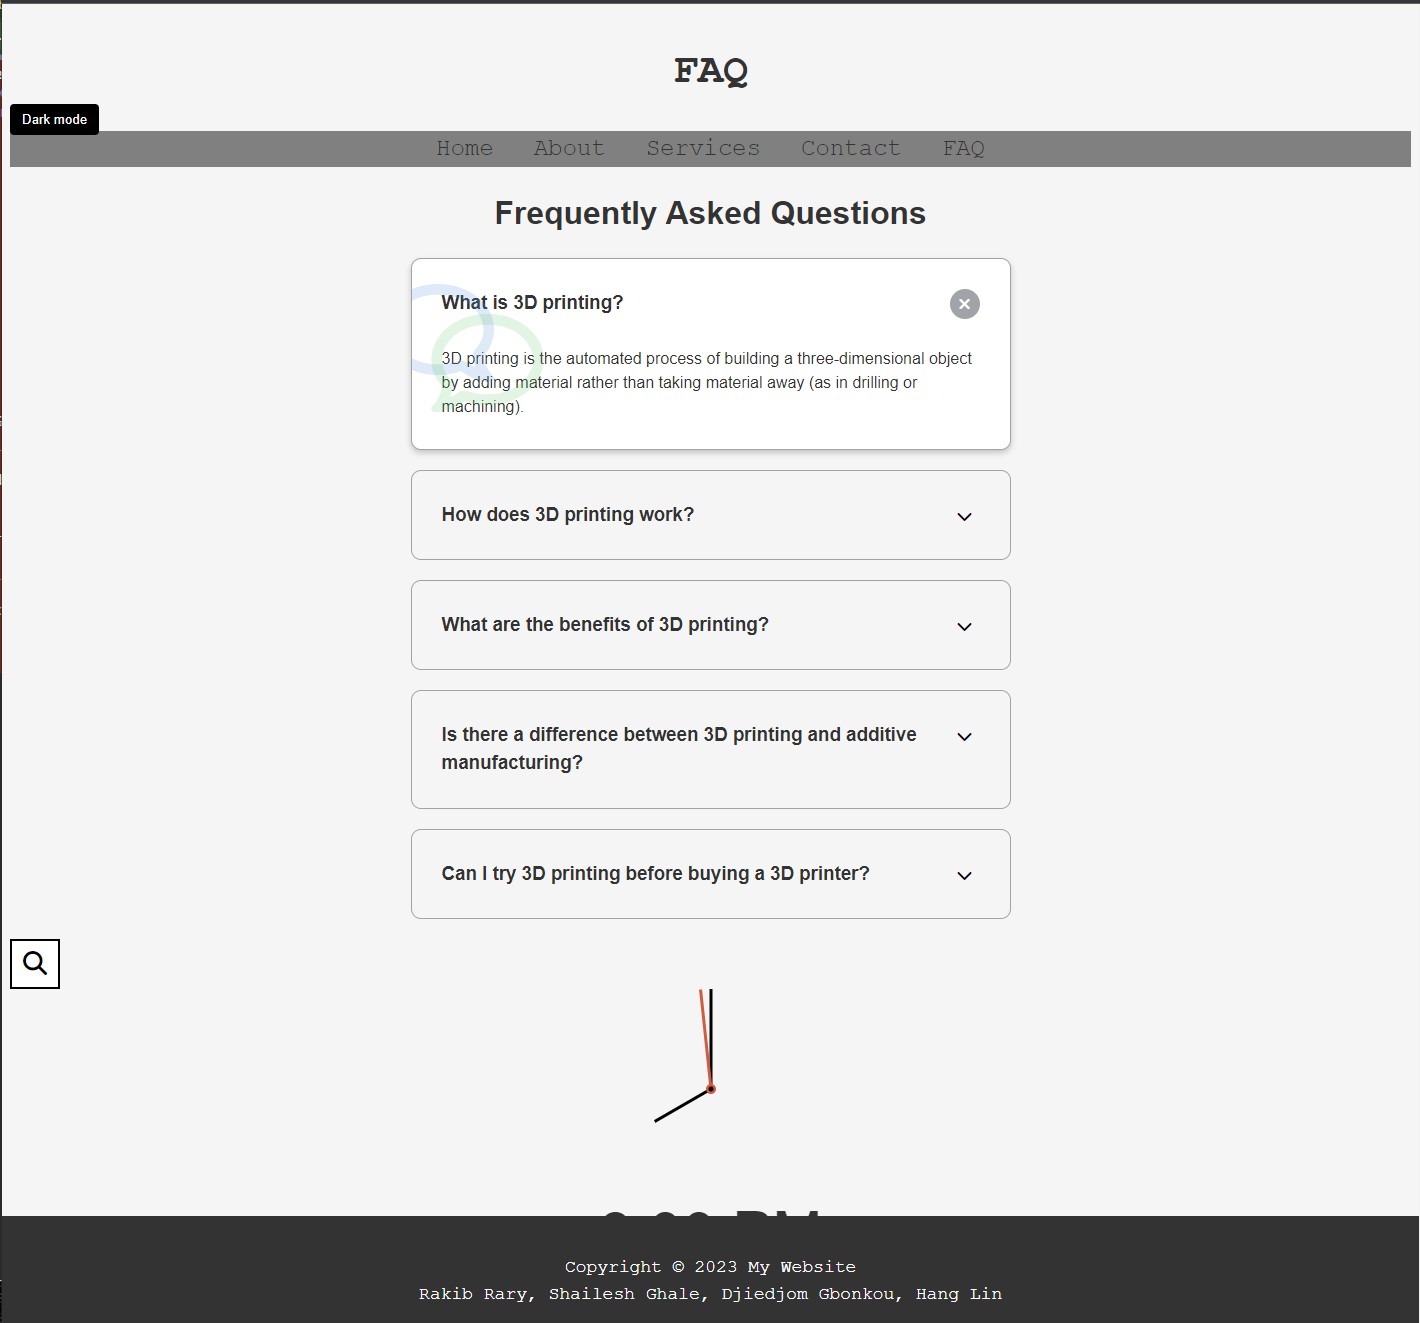 FAQ
Dark mode
Home About Services Contact FAQ
Frequently Asked Questions
What is 3D printing?
3D printing is the automated process of building a three-dimensional object
by adding material rather than taking material away (as in drilling or
machining).
How does 3D printing work?
What are the benefits of 3D printing?
Is there a difference between 3D printing and additive
manufacturing?
Can I try 3D printing before buying a 3D printer?
Copyright © 2023 My Website
Rakib Rary, Shailesh Ghale, Djiedjom Gbonkou, Hang Lin